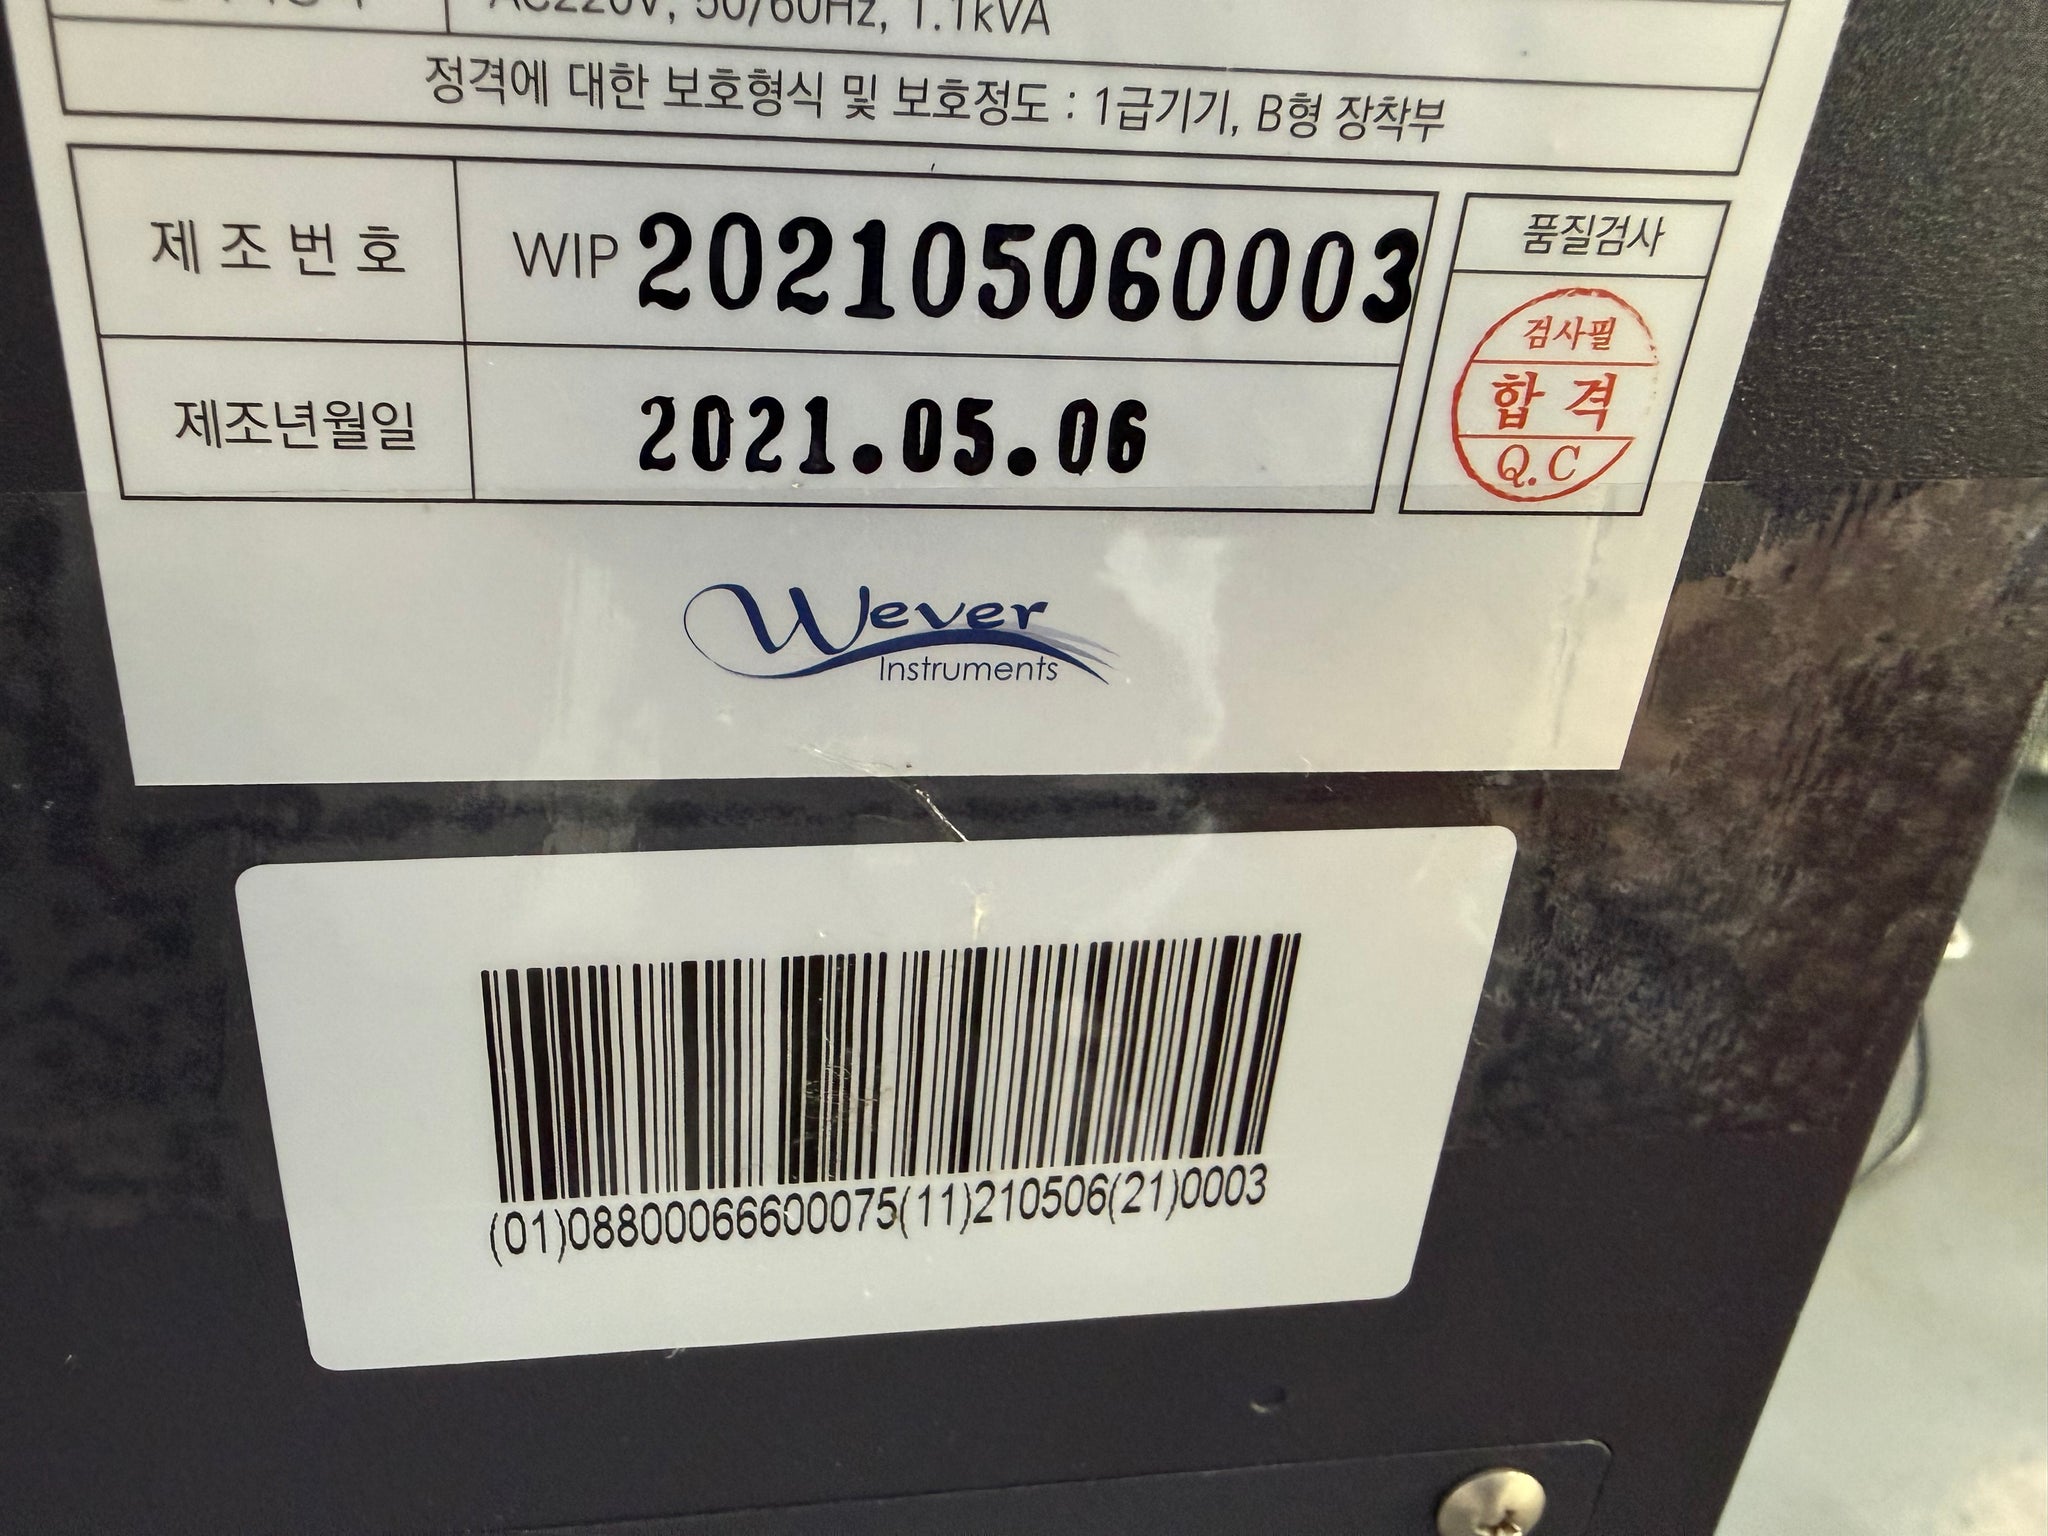 AC220V, 50/60Hz, 1.1kVA
정격에 대한 보호형식 및 보호정도 : 1급기기, B형 장착부
제 조 번 호 WIP 202105060003
품질검사
검사필
합 격
Q.C
제조년월일 2021.05.06
Wever
Instruments
(01)08800066600075(11)210506(21)0003